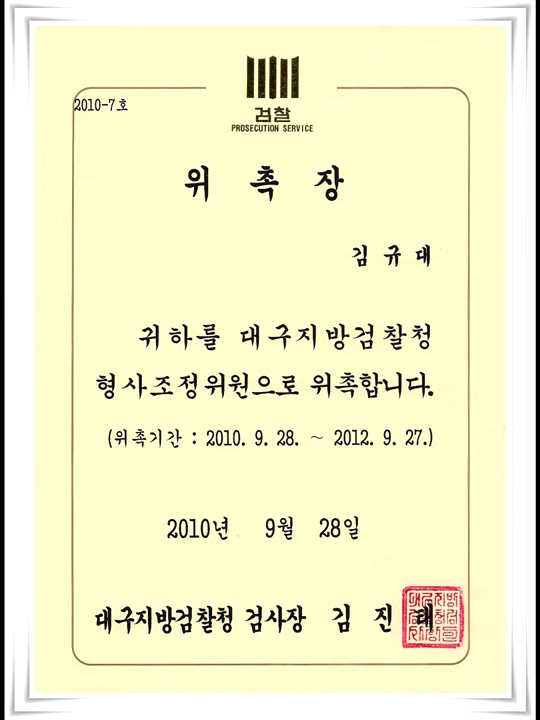 2010-7호
검찰
PROSECUTION SERVICE
위 촉 장
김 규 대
귀하를 대구지방검찰청
형사조정위원으로 위촉합니다.
(위촉기간 : 2010. 9. 28. ~ 2012. 9. 27.)
2010년 9월 28일
대구지방검찰청 검사장 김 진 태